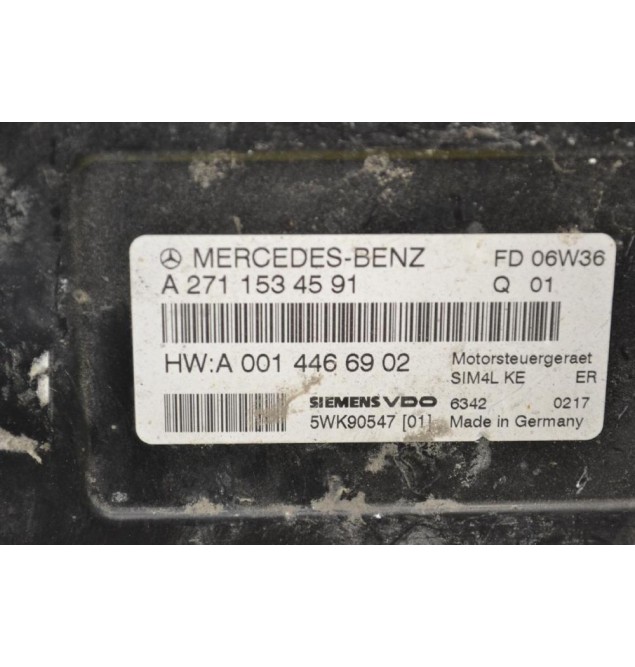 MERCEDES-BENZ FD 06W36
A 271 153 45 91 Q 01
HW:A 001 446 69 02 Motorsteuergeraet
SIM4L KE ER
SIEMENS VDO 6342 0217
5WK90547 [01] Made in Germany